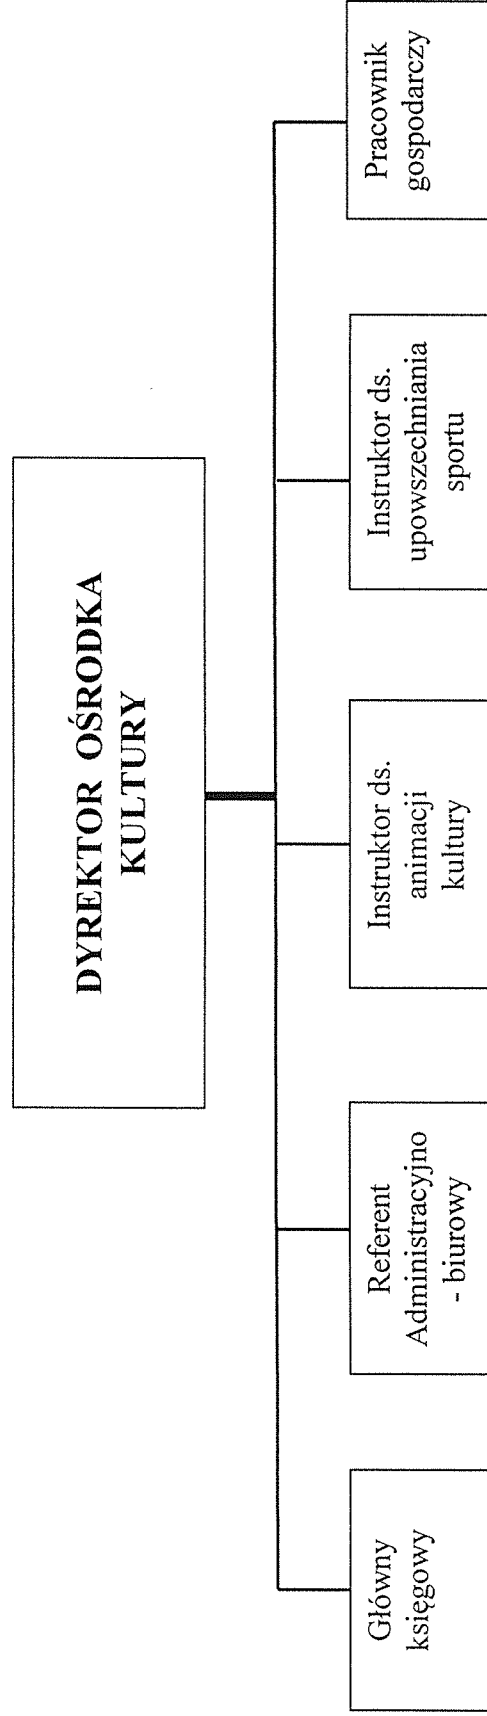 DYREKTOR OŚRODKA
KULTURY
Główny
księgowy
Referent
Administracyjno
- biurowy
Instruktor ds.
animacji
kultury
Instruktor ds.
upowszechniania
sportu
Pracownik
gospodarczy